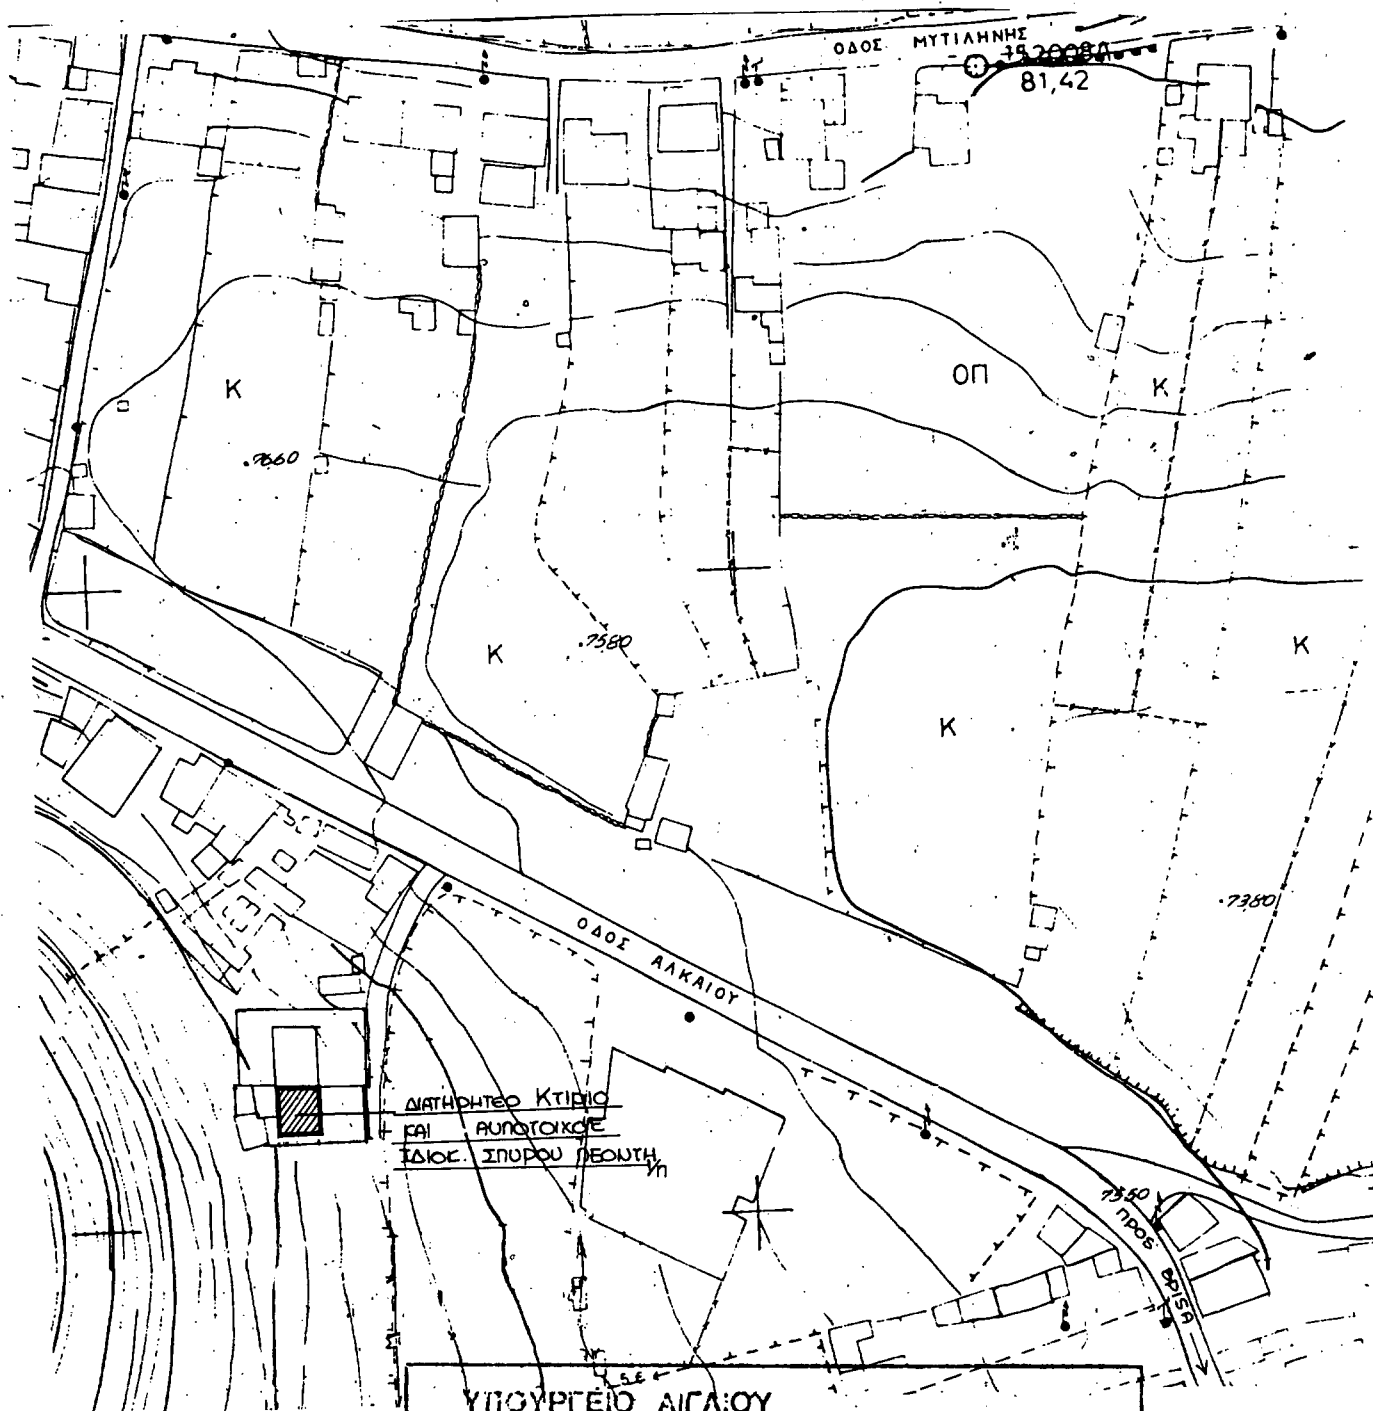 ΟΔΟΣ ΜΥΤΙΛΗΝΗΣ
81,42
ΟΠ
Κ
Κ
.7660
Κ
.7580
Κ
Κ
.7380
ΟΔΟΣ ΑΛΚΑΙΟΥ
ΔΙΑΤΗΡΗΤΕΟ ΚΤΙΡΙΟ
ΚΑΙ
ΙΔΙΟΚ. ΣΠΥΡΟΥ ΛΕΟΝΤΗ
7550
ΠΡΟΣ ΒΡΙSΑ
ΥΠΟΥΡΓΕΙΟ ΑΙΓΑΙΟΥ